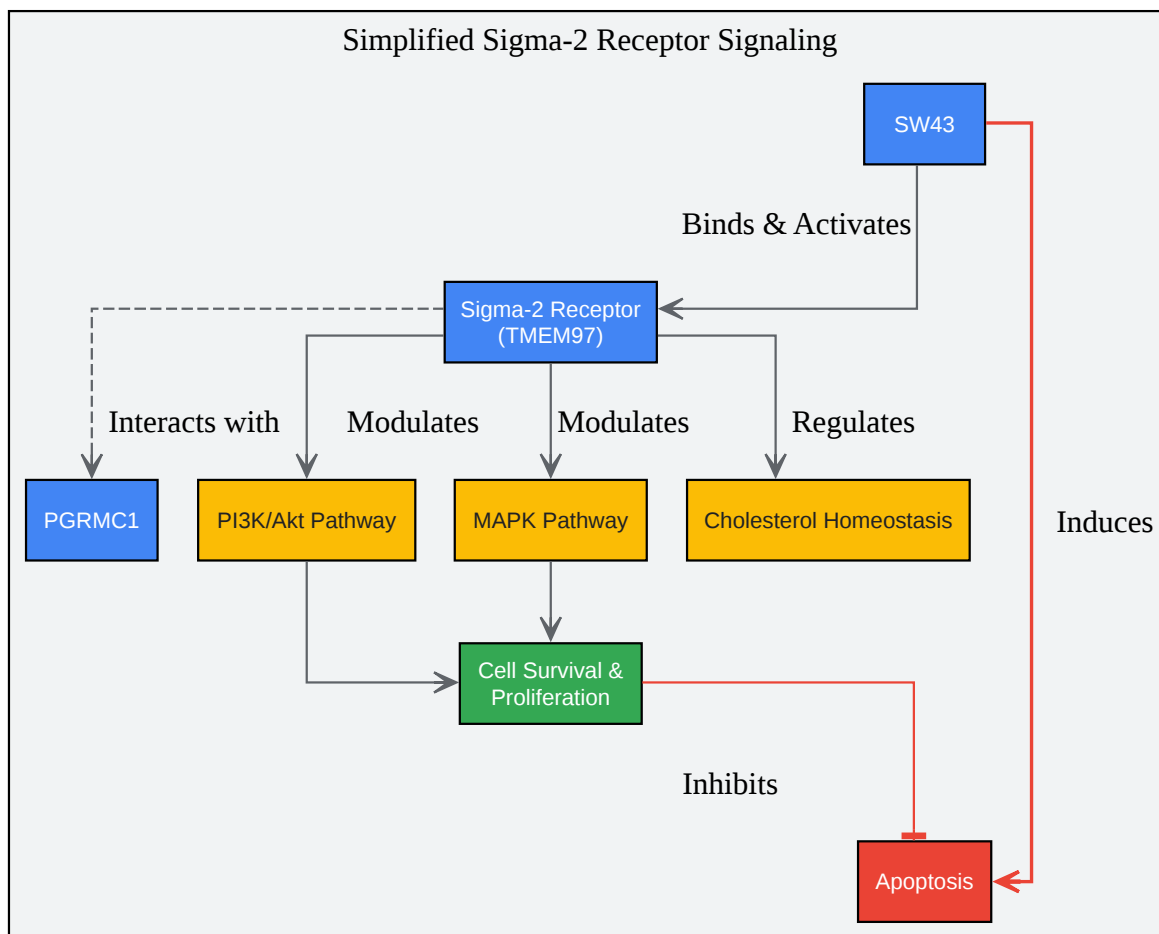 Simplified Sigma-2 Receptor Signaling
SW43
Binds & Activates
Sigma-2 Receptor
(TMEM97)
Interacts with
Modulates
Modulates
Regulates
PGRMC1
PI3K/Akt Pathway
MAPK Pathway
Cholesterol Homeostasis
Induces
Cell Survival &
Proliferation
Inhibits
Apoptosis